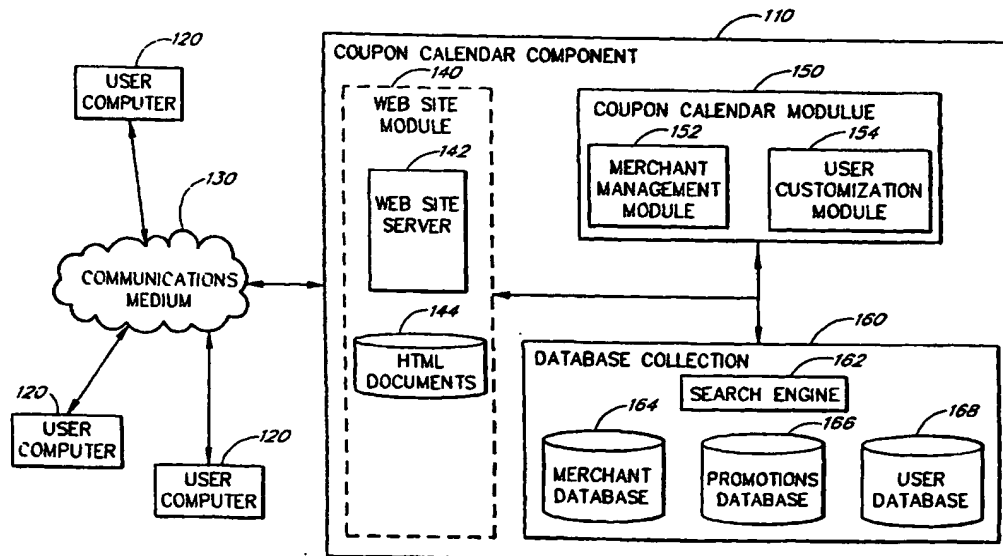 110
COUPON CALENDAR COMPONENT
120
USER
COMPUTER
130
COMMUNICATIONS
MEDIUM
120
USER
COMPUTER
120
USER
COMPUTER
140
WEB SITE
MODULE
142
WEB SITE
SERVER
144
HTML
DOCUMENTS
150
COUPON CALENDAR MODULUE
152
MERCHANT
MANAGEMENT
MODULE
154
USER
CUSTOMIZATION
MODULE
160
DATABASE COLLECTION
162
SEARCH ENGINE
164
MERCHANT
DATABASE
166
PROMOTIONS
DATABASE
168
USER
DATABASE